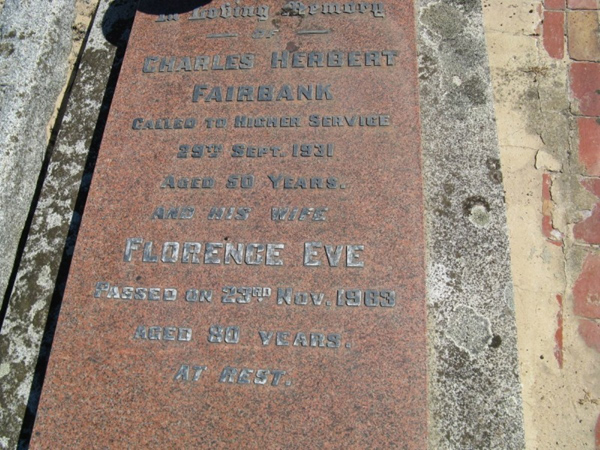 In Loving Memory
OF
CHARLES HERBERT
FAIRBANK
CALLED TO HIGHER SERVICE
29TH SEPT. 1931
AGED 50 YEARS.
AND HIS WIFE
FLORENCE EVE
PASSED ON 23RD NOV. 1963
AGED 80 YEARS.
AT REST.